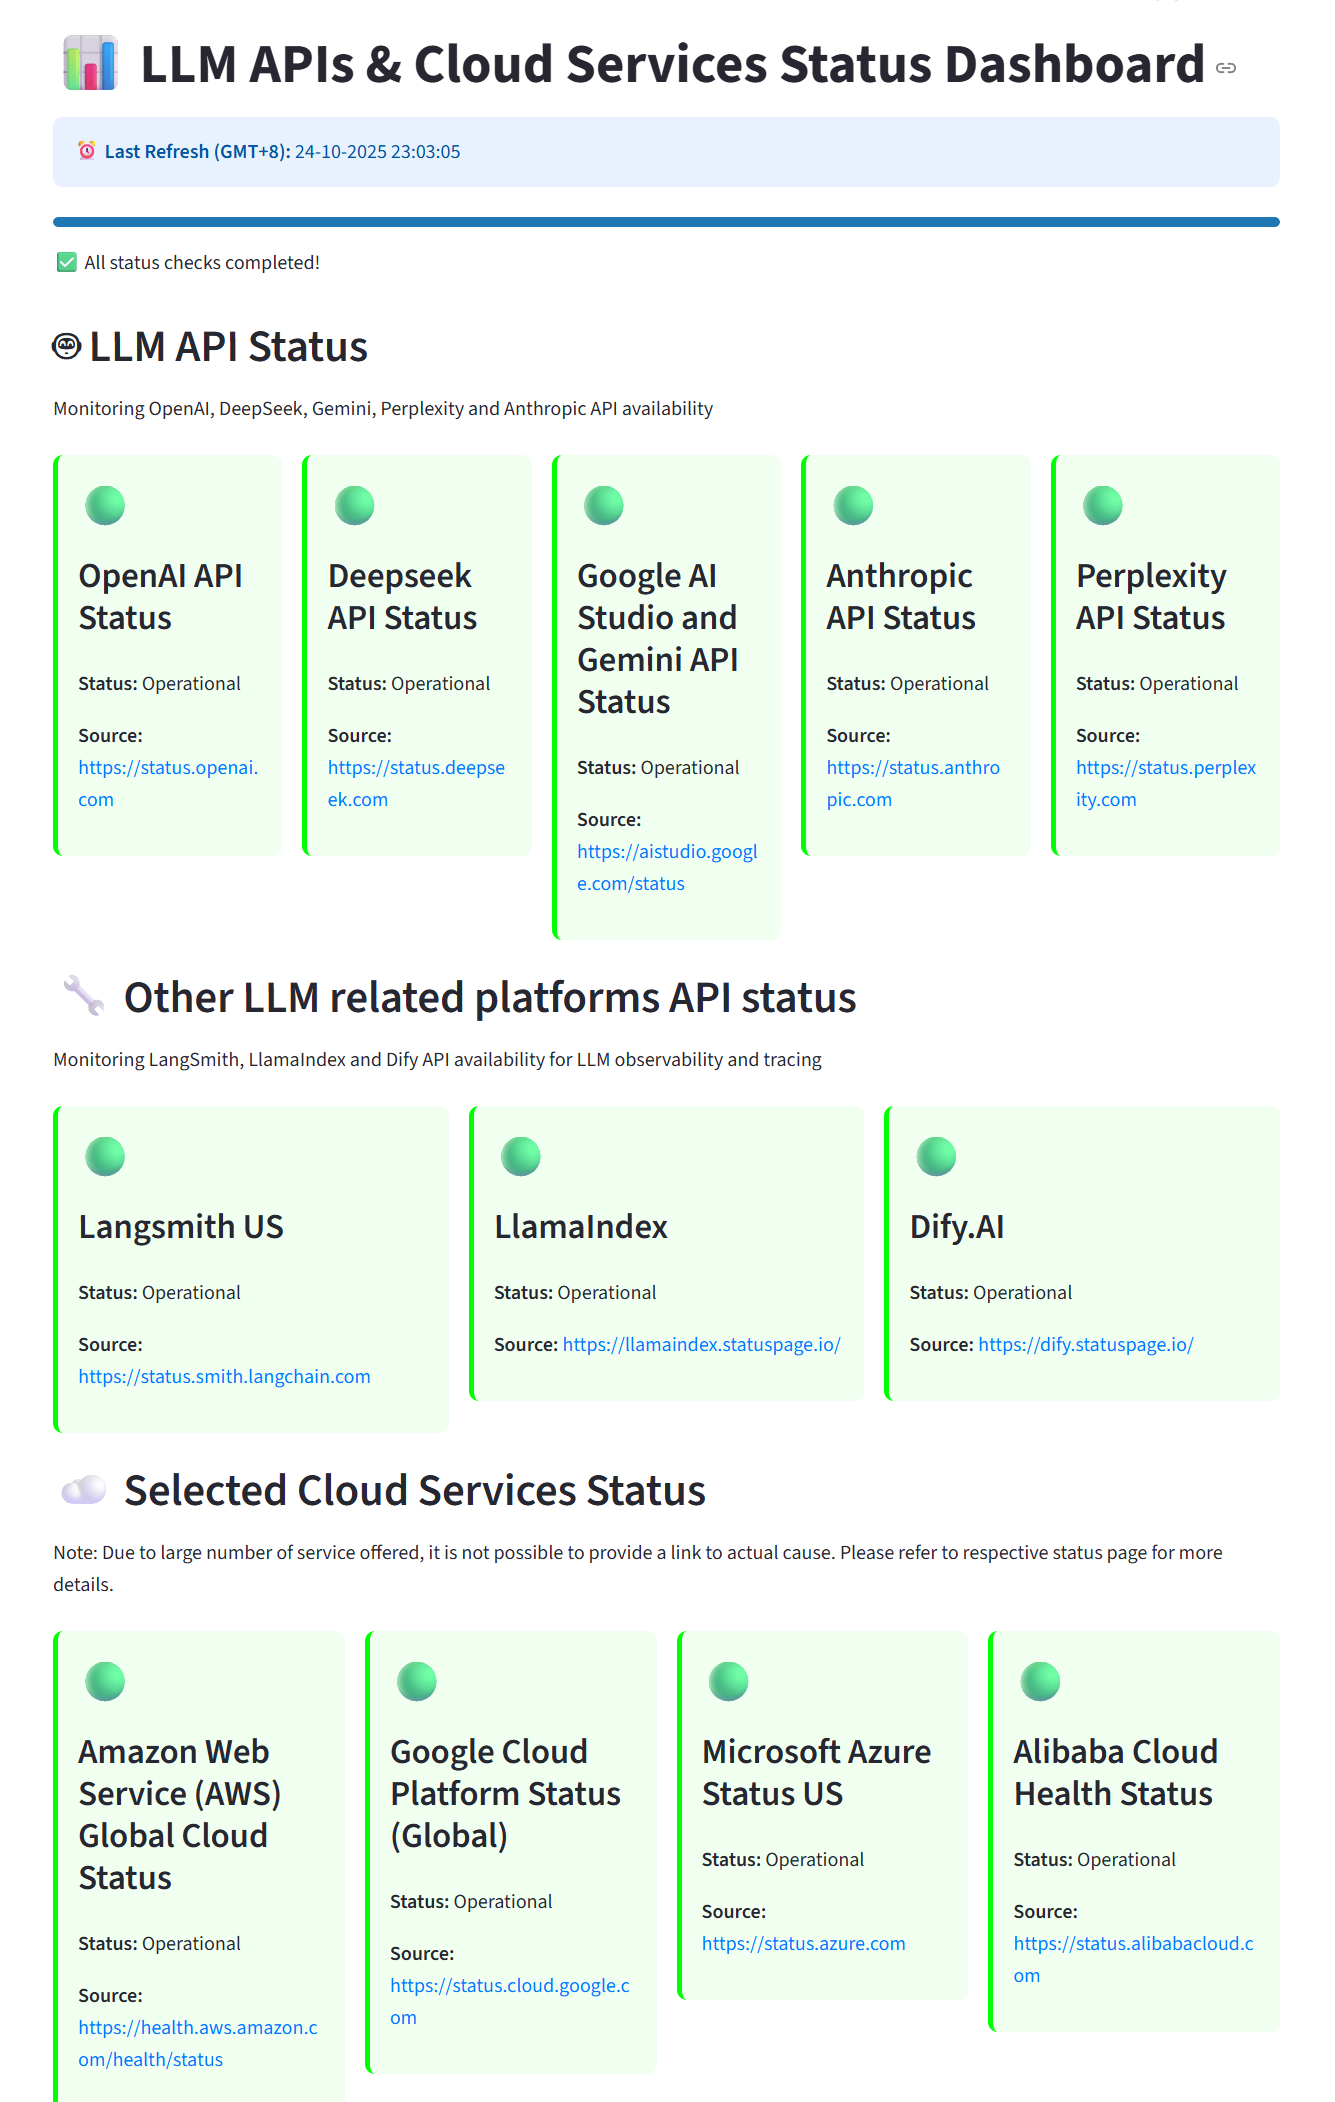 LLM APIs & Cloud Services Status Dashboard
Last Refresh (GMT+8): 24-10-2025 23:03:05
All status checks completed!
LLM API Status
Monitoring OpenAI, DeepSeek, Gemini, Perplexity and Anthropic API availability
OpenAI API
Status
Status: Operational
Source:
https://status.openai.
com
Deepseek
API Status
Status: Operational
Source:
https://status.deepse
ek.com
Google AI
Studio and
Gemini API
Status
Status: Operational
Source:
https://aistudio.googl
e.com/status
Anthropic
API Status
Status: Operational
Source:
https://status.anthro
pic.com
Perplexity
API Status
Status: Operational
Source:
https://status.perplex
ity.com
Other LLM related platforms API status
Monitoring LangSmith, LlamaIndex and Dify API availability for LLM observability and tracing
Langsmith US
Status: Operational
Source:
https://status.smith.langchain.com
LlamaIndex
Status: Operational
Source: https://llamaindex.statuspage.io/
Dify.AI
Status: Operational
Source: https://dify.statuspage.io/
Selected Cloud Services Status
Note: Due to large number of service offered, it is not possible to provide a link to actual cause. Please refer to respective status page for more
details.
Amazon Web
Service (AWS)
Global Cloud
Status
Status: Operational
Source:
https://health.aws.amazon.c
om/health/status
Google Cloud
Platform Status
(Global)
Status: Operational
Source:
https://status.cloud.google.c
om
Microsoft Azure
Status US
Status: Operational
Source:
https://status.azure.com
Alibaba Cloud
Health Status
Status: Operational
Source:
https://status.alibabacloud.c
om